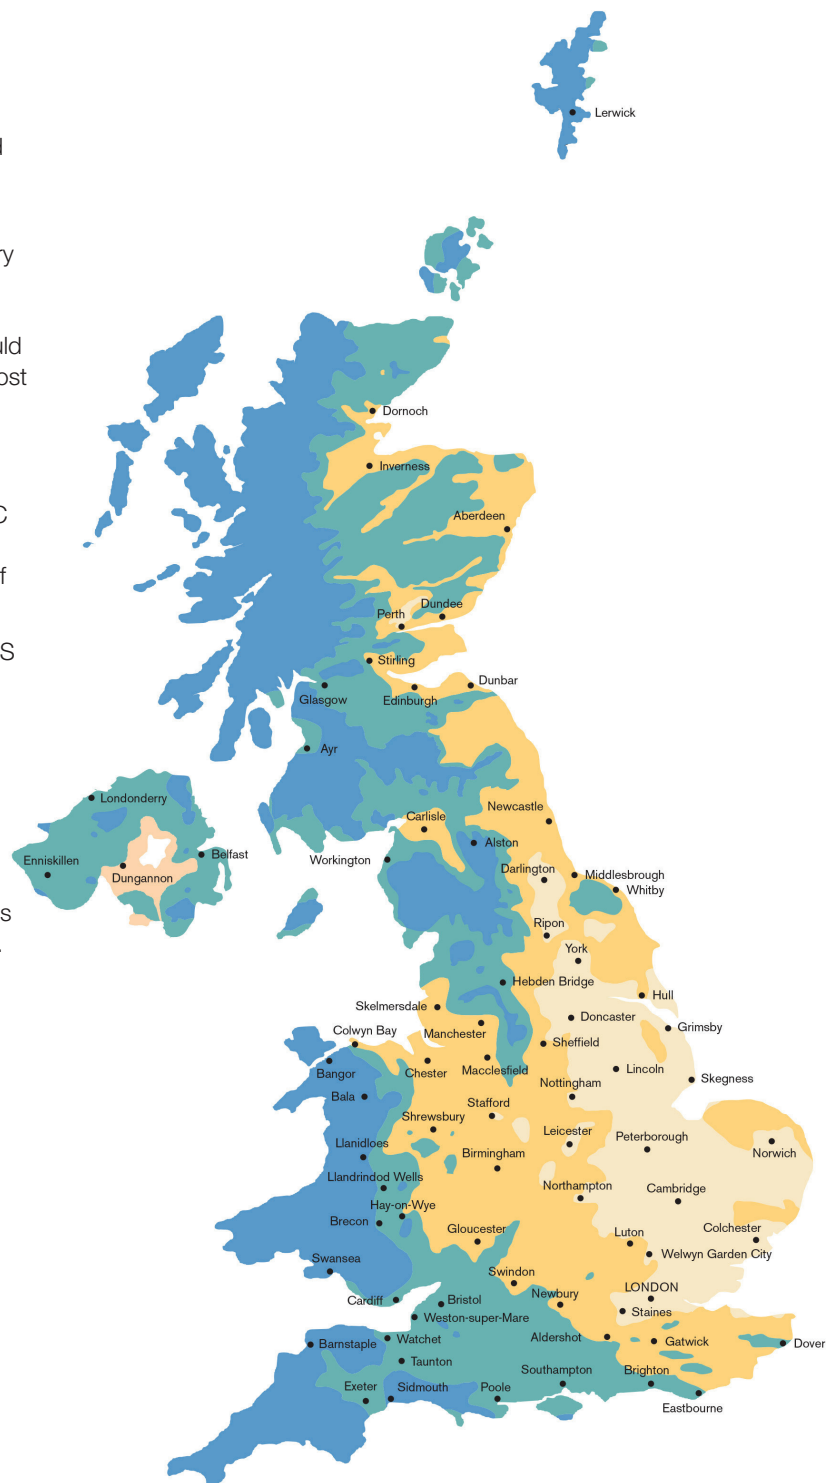 Lerwick
ry
uld
ost
Dornoch
Inverness
C
Aberdeen
f
Dundee
Perth
S
Stirling
Dunbar
Glasgow
Edinburgh
Ayr
Londonderry
Newcastle
Carlisle
Alston
Belfast
Enniskillen
Workington
Darlington
Middlesbrough
Dungannon
Whitby
s
Ripon
York
Hebden Bridge
Hull
Skelmersdale
Doncaster
Grimsby
Colwyn Bay
Manchester
Sheffield
Bangor
Chester
Macclesfield
Lincoln
Skegness
Nottingham
Bala
Stafford
Shrewsbury
Leicester
Peterborough
Llanidloes
Birmingham
Norwich
Llandrindod Wells
Northampton
Cambridge
Hay-on-Wye
Brecon
Gloucester
Luton
Colchester
Welwyn Garden City
Swansea
Swindon
LONDON
Newbury
Cardiff
Bristol
Staines
Weston-super-Mare
Barnstaple
Watchet
Aldershot
Gatwick
Dover
Taunton
Southampton
Brighton
Exeter
Sidmouth
Poole
Eastbourne